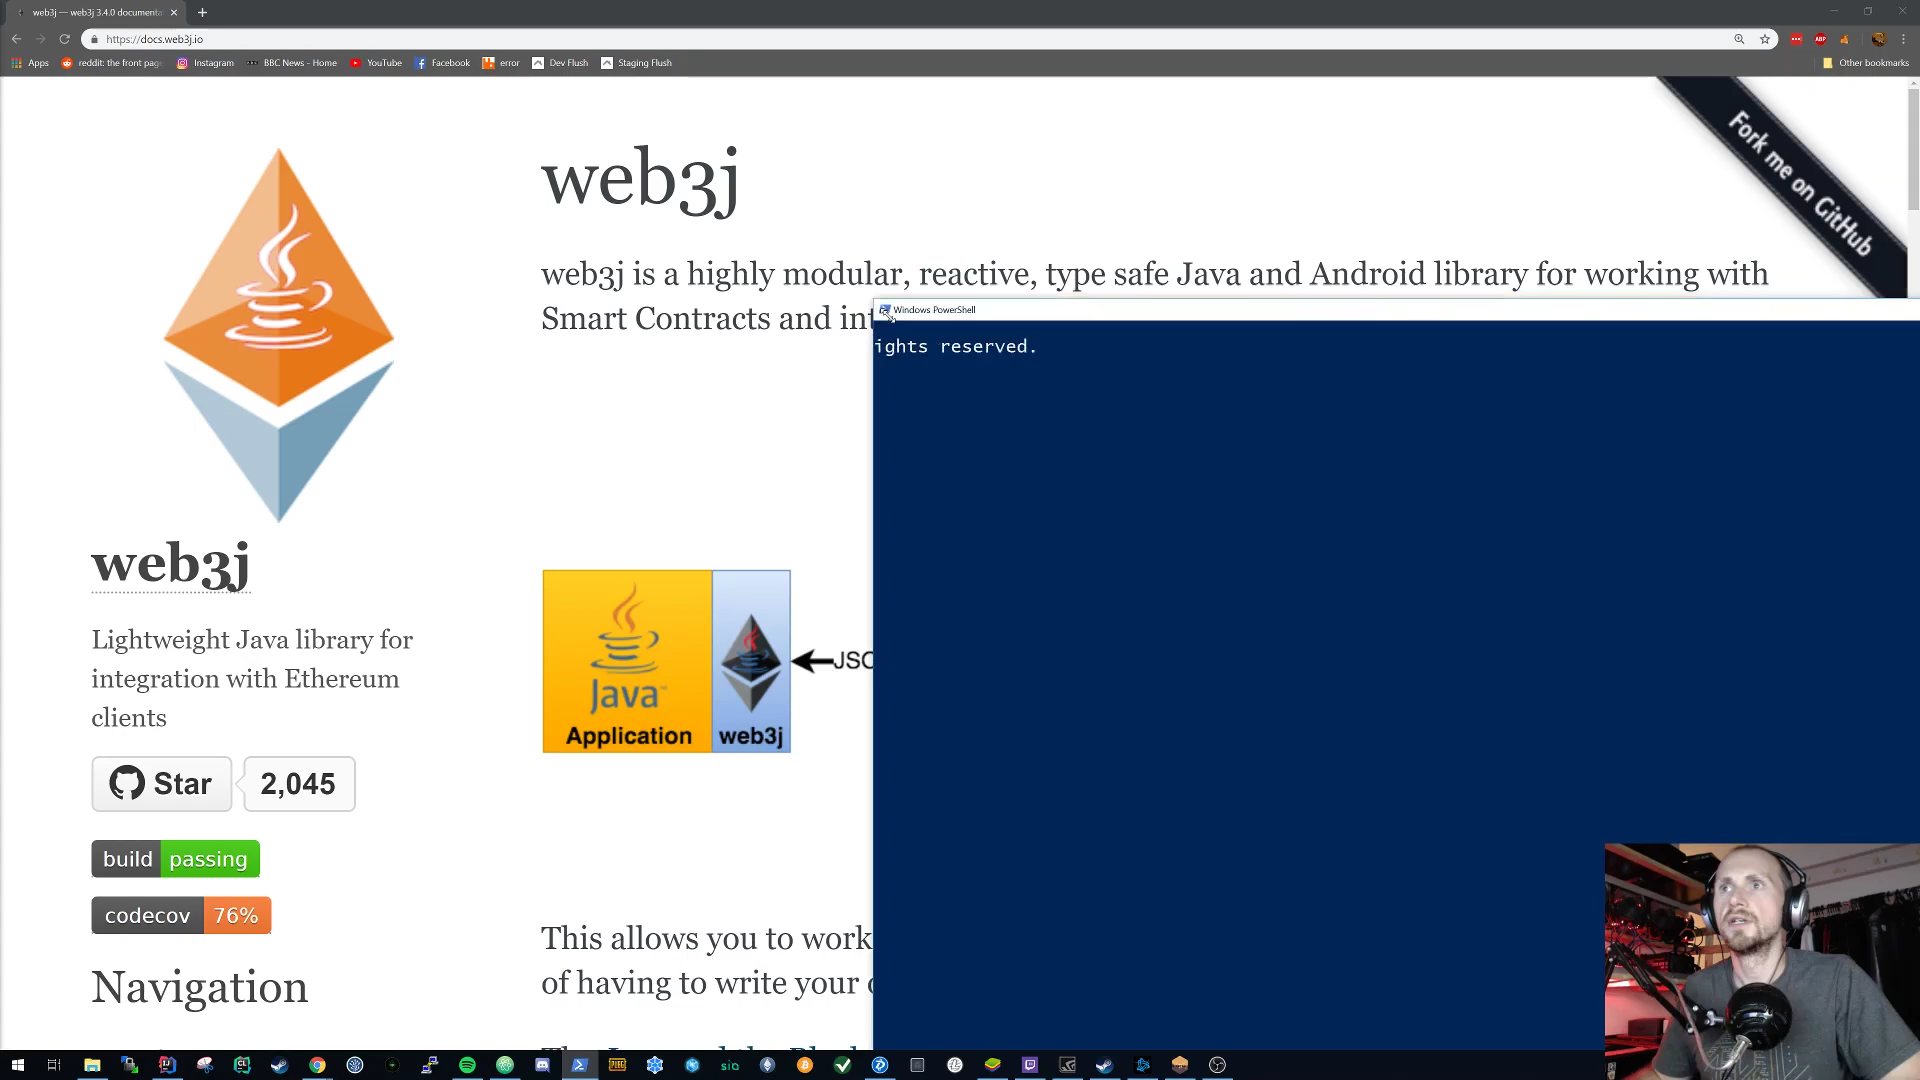 web3j — web3j 3.4.0 documenta
https://docs.web3j.io
Apps
reddit: the front page
Instagram
BBC News - Home
YouTube
Facebook
error
Dev Flush
Staging Flush
Other bookmarks
ABP
Fork me on GitHub
web3j
web3j is a highly modular, reactive, type safe Java and Android library for working with
Smart Contracts and int
Windows PowerShell
ights reserved.
web3j
Lightweight Java library for
integration with Ethereum
clients
Star
2,045
build passing
codecov 76%
Navigation
Java
Application
web3j
JSO
This allows you to work
of having to write your o
sia